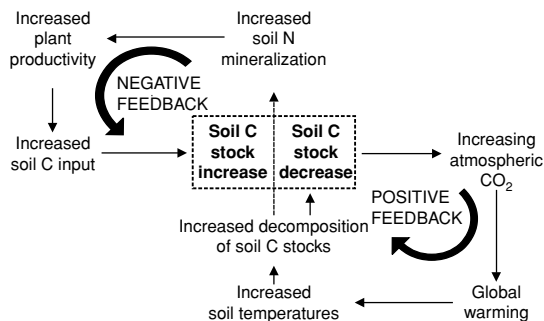 Increased
plant
productivity
Increased
soil N
mineralization
NEGATIVE
FEEDBACK
Increased
soil C input
Soil C
stock
increase
Soil C
stock
decrease
Increasing
atmospheric
CO2
POSITIVE
FEEDBACK
Increased decomposition
of soil C stocks
Increased
soil temperatures
Global
warming